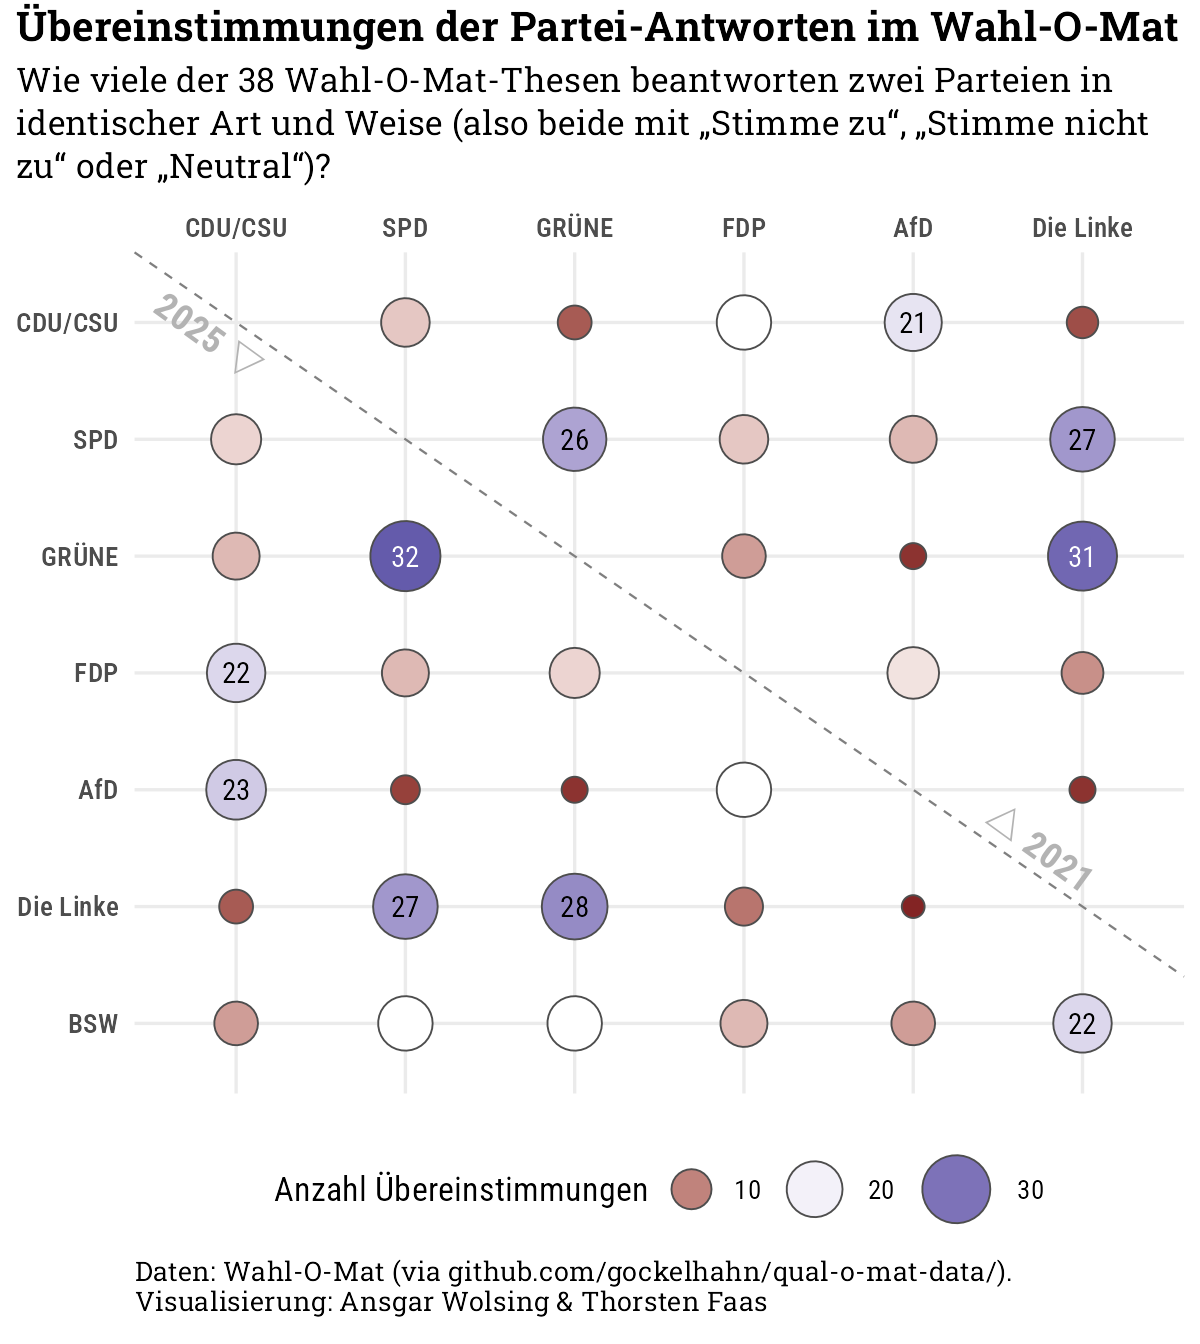 Übereinstimmungen der Partei-Antworten im Wahl-O-Mat
Wie viele der 38 Wahl-O-Mat-Thesen beantworten zwei Parteien in
identischer Art und Weise (also beide mit „Stimme zu“, „Stimme nicht
zu“ oder „Neutral“)?
CDU/CSU SPD GRÜNE FDP AfD Die Linke
2025
CDU/CSU 21
SPD 26 27
GRÜNE 32 31
FDP 22
AfD 23
2021
Die Linke 27 28
BSW 22
Anzahl Übereinstimmungen 10 20 30
Daten: Wahl-O-Mat (via github.com/gockelhahn/qual-o-mat-data/).
Visualisierung: Ansgar Wolsing & Thorsten Faas